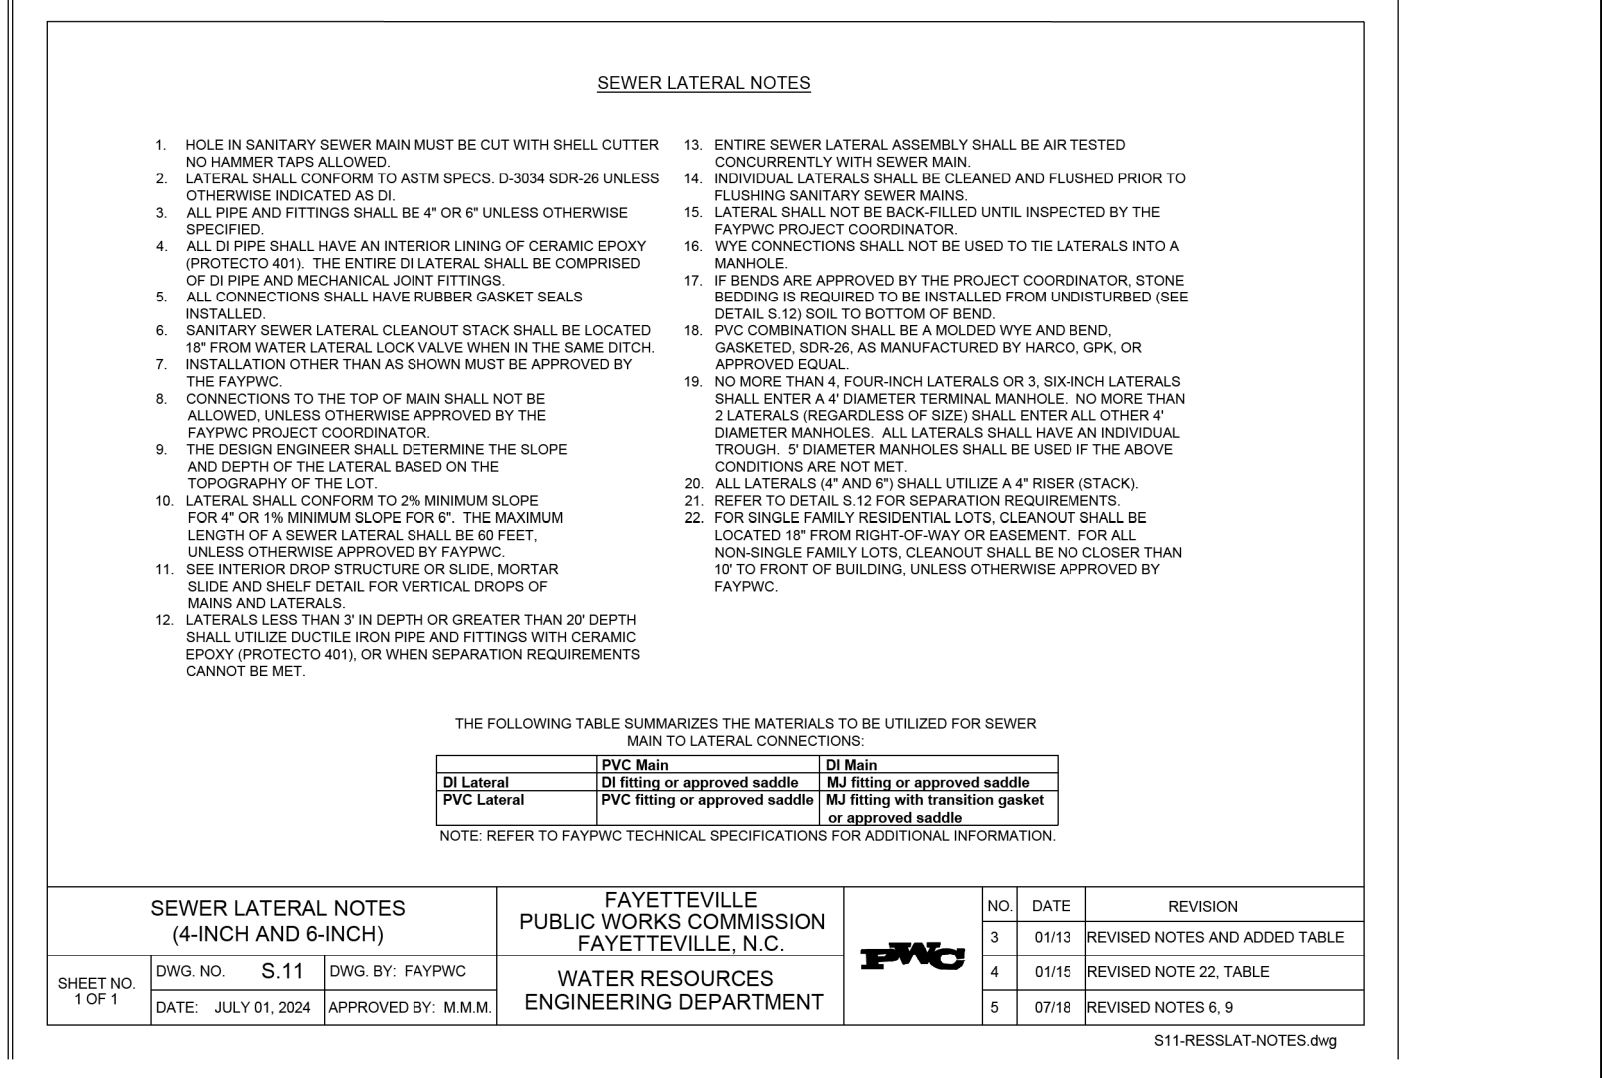 SEWER LATERAL NOTES
1. HOLE IN SANITARY SEWER MAIN MUST BE CUT WITH SHELL CUTTER
NO HAMMER TAPS ALLOWED.
2. LATERAL SHALL CONFORM TO ASTM SPECS. D-3034 SDR-26 UNLESS
OTHERWISE INDICATED AS DI.
3. ALL PIPE AND FITTINGS SHALL BE 4" OR 6" UNLESS OTHERWISE
SPECIFIED.
4. ALL DI PIPE SHALL HAVE AN INTERIOR LINING OF CERAMIC EPOXY
(PROTECTO 401). THE ENTIRE DI LATERAL SHALL BE COMPRISED
OF DI PIPE AND MECHANICAL JOINT FITTINGS.
5. ALL CONNECTIONS SHALL HAVE RUBBER GASKET SEALS
INSTALLED.
6. SANITARY SEWER LATERAL CLEANOUT STACK SHALL BE LOCATED
18" FROM WATER LATERAL LOCK VALVE WHEN IN THE SAME DITCH.
7. INSTALLATION OTHER THAN AS SHOWN MUST BE APPROVED BY
THE FAYPWC.
8. CONNECTIONS TO THE TOP OF MAIN SHALL NOT BE
ALLOWED, UNLESS OTHERWISE APPROVED BY THE
FAYPWC PROJECT COORDINATOR.
9. THE DESIGN ENGINEER SHALL DETERMINE THE SLOPE
AND DEPTH OF THE LATERAL BASED ON THE
TOPOGRAPHY OF THE LOT.
10. LATERAL SHALL CONFORM TO 2% MINIMUM SLOPE
FOR 4" OR 1% MINIMUM SLOPE FOR 6". THE MAXIMUM
LENGTH OF A SEWER LATERAL SHALL BE 60 FEET,
UNLESS OTHERWISE APPROVED BY FAYPWC.
11. SEE INTERIOR DROP STRUCTURE OR SLIDE, MORTAR
SLIDE AND SHELF DETAIL FOR VERTICAL DROPS OF
MAINS AND LATERALS.
12. LATERALS LESS THAN 3' IN DEPTH OR GREATER THAN 20' DEPTH
SHALL UTILIZE DUCTILE IRON PIPE AND FITTINGS WITH CERAMIC
EPOXY (PROTECTO 401), OR WHEN SEPARATION REQUIREMENTS
CANNOT BE MET.
13. ENTIRE SEWER LATERAL ASSEMBLY SHALL BE AIR TESTED
CONCURRENTLY WITH SEWER MAIN.
14. INDIVIDUAL LATERALS SHALL BE CLEANED AND FLUSHED PRIOR TO
FLUSHING SANITARY SEWER MAINS.
15. LATERAL SHALL NOT BE BACK-FILLED UNTIL INSPECTED BY THE
FAYPWC PROJECT COORDINATOR.
16. WYE CONNECTIONS SHALL NOT BE USED TO TIE LATERALS INTO A
MANHOLE.
17. IF BENDS ARE APPROVED BY THE PROJECT COORDINATOR, STONE
BEDDING IS REQUIRED TO BE INSTALLED FROM UNDISTURBED (SEE
DETAIL S.12) SOIL TO BOTTOM OF BEND.
18. PVC COMBINATION SHALL BE A MOLDED WYE AND BEND,
GASKETED, SDR-26, AS MANUFACTURED BY HARCO, GPK, OR
APPROVED EQUAL.
19. NO MORE THAN 4, FOUR-INCH LATERALS OR 3, SIX-INCH LATERALS
SHALL ENTER A 4' DIAMETER TERMINAL MANHOLE. NO MORE THAN
2 LATERALS (REGARDLESS OF SIZE) SHALL ENTER ALL OTHER 4'
DIAMETER MANHOLES. ALL LATERALS SHALL HAVE AN INDIVIDUAL
TROUGH. 5' DIAMETER MANHOLES SHALL BE USED IF THE ABOVE
CONDITIONS ARE NOT MET.
20. ALL LATERALS (4" AND 6") SHALL UTILIZE A 4" RISER (STACK).
21. REFER TO DETAIL S.12 FOR SEPARATION REQUIREMENTS.
22. FOR SINGLE FAMILY RESIDENTIAL LOTS, CLEANOUT SHALL BE
LOCATED 18" FROM RIGHT-OF-WAY OR EASEMENT. FOR ALL
NON-SINGLE FAMILY LOTS, CLEANOUT SHALL BE NO CLOSER THAN
10' TO FRONT OF BUILDING, UNLESS OTHERWISE APPROVED BY
FAYPWC.
THE FOLLOWING TABLE SUMMARIZES THE MATERIALS TO BE UTILIZED FOR SEWER
MAIN TO LATERAL CONNECTIONS:
PVC Main DI Main
DI Lateral DI fitting or approved saddle MJ fitting or approved saddle
PVC Lateral PVC fitting or approved saddle MJ fitting with transition gasket
or approved saddle
NOTE: REFER TO FAYPWC TECHNICAL SPECIFICATIONS FOR ADDITIONAL INFORMATION.
SEWER LATERAL NOTES
(4-INCH AND 6-INCH)
SHEET NO.
1 OF 1
DWG. NO. S.11 DWG. BY: FAYPWC
DATE: JULY 01, 2024 APPROVED BY: M.M.M.
FAYETTEVILLE
PUBLIC WORKS COMMISSION
FAYETTEVILLE, N.C.
WATER RESOURCES
ENGINEERING DEPARTMENT
PWC
NO. DATE REVISION
3 01/13 REVISED NOTES AND ADDED TABLE
4 01/15 REVISED NOTE 22, TABLE
5 07/18 REVISED NOTES 6, 9
S11-RESSLAT-NOTES.dwg